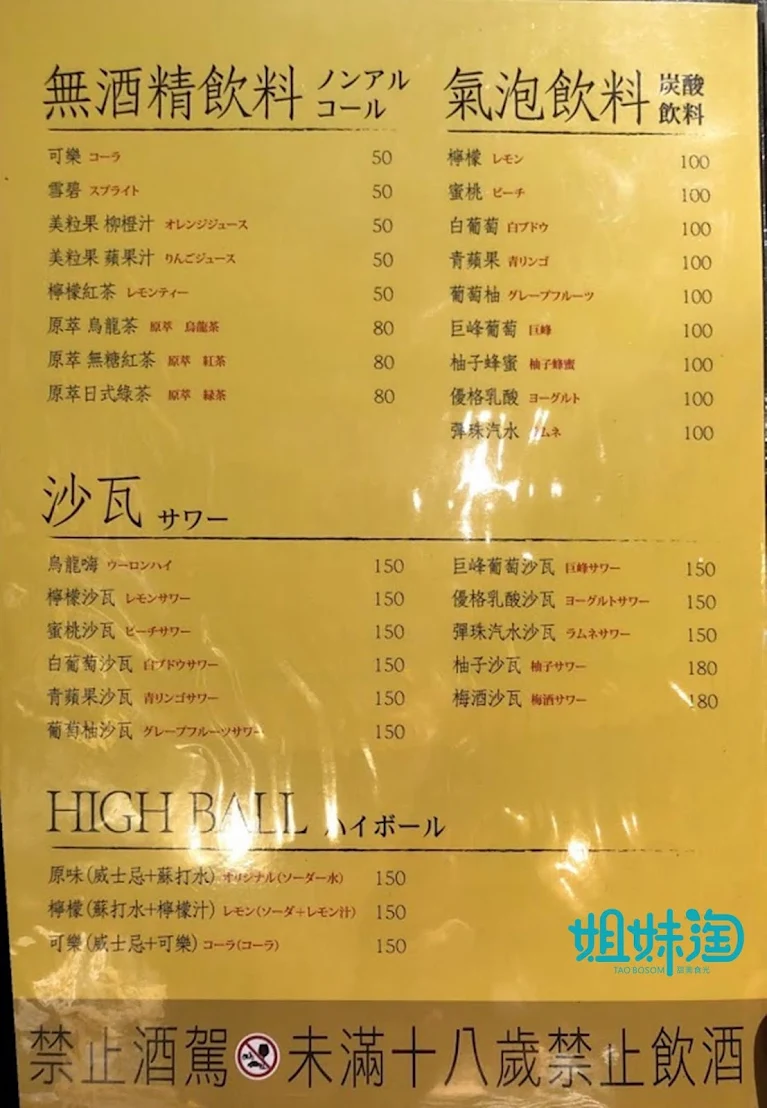 無酒精飲料 ノンアルコール
可樂 コーラ 50
雪碧 スプライト 50
美粒果 柳橙汁 オレンジジュース 50
美粒果 蘋果汁 りんごジュース 50
檸檬紅茶 レモンティー 50
原萃 烏龍茶 原萃 烏龍茶 80
原萃 無糖紅茶 原萃 紅茶 80
原萃日式綠茶 原萃 緑茶 80
氣泡飲料 炭酸飲料
檸檬 レモン 100
蜜桃 ピーチ 100
白葡萄 白ブドウ 100
青蘋果 青リンゴ 100
葡萄柚 グレープフルーツ 100
巨峰葡萄 巨峰 100
柚子蜂蜜 柚子蜂蜜 100
優格乳酸 ヨーグルト 100
彈珠汽水 ラムネ 100
沙瓦 サワー
烏龍嗨 ウーロンハイ 150
檸檬沙瓦 レモンサワー 150
蜜桃沙瓦 ピーチサワー 150
白葡萄沙瓦 白ブドウサワー 150
青蘋果沙瓦 青リンゴサワー 150
葡萄柚沙瓦 グレープフルーツサワー 150
巨峰葡萄沙瓦 巨峰サワー 150
優格乳酸沙瓦 ヨーグルトサワー 150
彈珠汽水沙瓦 ラムネサワー 150
柚子沙瓦 柚子サワー 180
梅酒沙瓦 梅酒サワー 180
HIGH BALL ハイボール
原味(威士忌+蘇打水) オリジナル(ソーダー水) 150
檸檬(蘇打水+檸檬汁) レモン(ソーダ+レモン汁) 150
可樂(威士忌+可樂) コーラ(コーラ) 150
姐妹淘
TAO BOSOM
禁止酒駕 未滿十八歲禁止飲酒